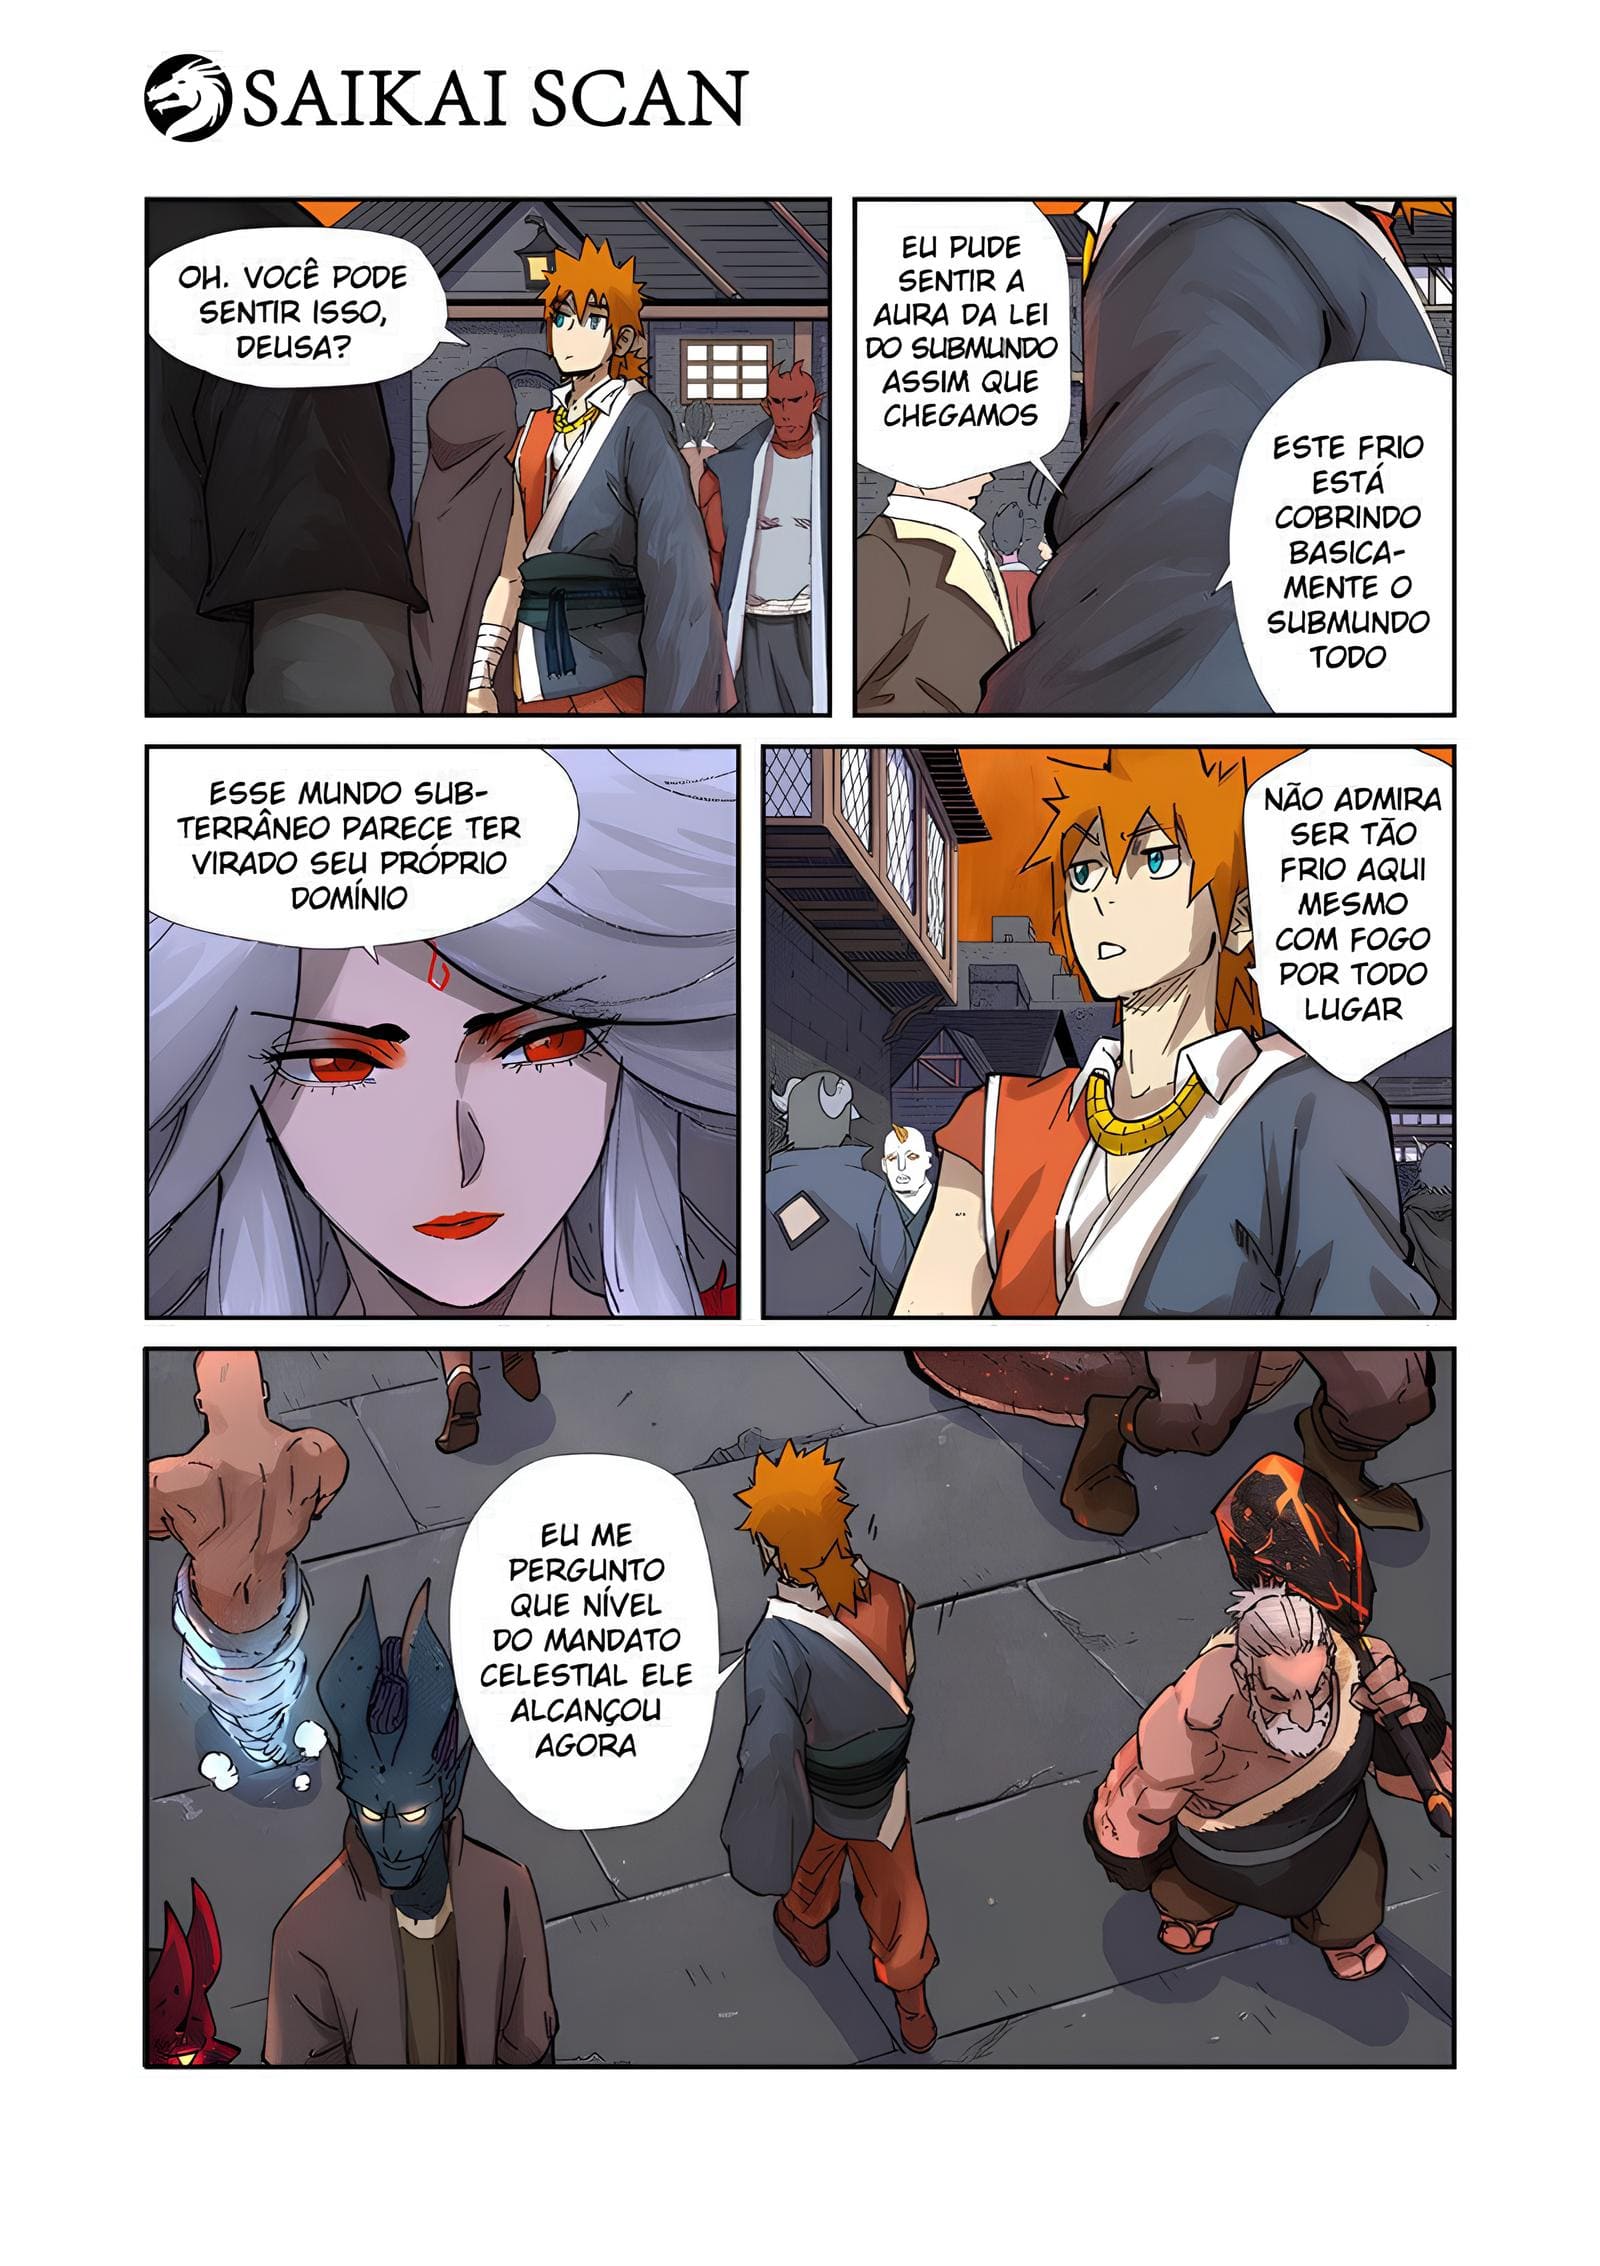 SAIKAI SCAN
OH. VOCÊ PODE
SENTIR ISSO,
DEUSA?
EU PUDE
SENTIR A
AURA DA LEI
DO SUBMUNDO
ASSIM QUE
CHEGAMOS
ESTE FRIO
ESTÁ
COBRINDO
BASICA-
MENTE O
SUBMUNDO
TODO
ESSE MUNDO SUB-
TERRÂNEO PARECE TER
VIRADO SEU PRÓPRIO
DOMÍNIO
NÃO ADMIRA
SER TÃO
FRIO AQUI
MESMO
COM FOGO
POR TODO
LUGAR
EU ME
PERGUNTO
QUE NÍVEL
DO MANDATO
CELESTIAL ELE
ALCANÇOU
AGORA